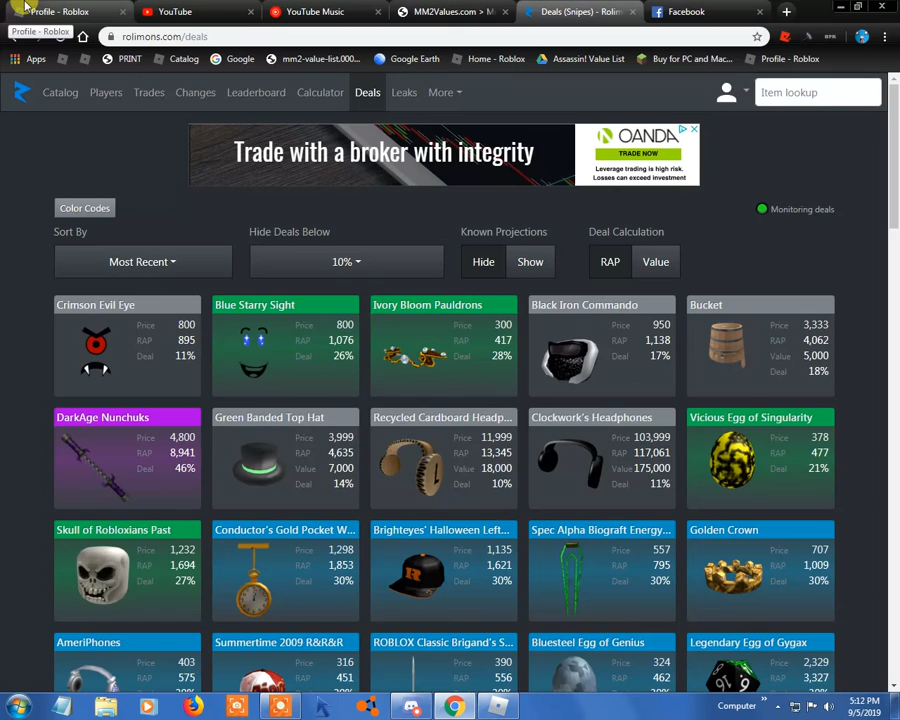 Profile - Roblox
YouTube
YouTube Music
MM2Values.com > M
Deals (Snipes) - Rolim
Facebook
Profile - Roblox
rolimons.com/deals
Apps
PRINT
Catalog
Google
mm2-value-list.000...
Google Earth
Home - Roblox
Assassin! Value List
Buy for PC and Mac...
Profile - Roblox
Catalog
Players
Trades
Changes
Leaderboard
Calculator
Deals
Leaks
More
Item lookup
Trade with a broker with integrity
OANDA
TRADE NOW
Leverage trading is high risk.
Losses can exceed investment
Color Codes
Monitoring deals
Sort By
Hide Deals Below
Known Projections
Deal Calculation
Most Recent
10%
Hide
Show
RAP
Value
Crimson Evil Eye
Price 800
RAP 895
Deal 11%
Blue Starry Sight
Price 800
RAP 1,076
Deal 26%
Ivory Bloom Pauldrons
Price 300
RAP 417
Deal 28%
Black Iron Commando
Price 950
RAP 1,138
Deal 17%
Bucket
Price 3,333
RAP 4,062
Value 5,000
Deal 18%
DarkAge Nunchuks
Price 4,800
RAP 8,941
Deal 46%
Green Banded Top Hat
Price 3,999
RAP 4,635
Value 7,000
Deal 14%
Recycled Cardboard Headp...
Price 11,999
RAP 13,345
Value 18,000
Deal 10%
Clockwork's Headphones
Price 103,999
RAP 117,061
Value 175,000
Deal 11%
Vicious Egg of Singularity
Price 378
RAP 477
Deal 21%
Skull of Robloxians Past
Price 1,232
RAP 1,694
Deal 27%
Conductor's Gold Pocket W...
Price 1,298
RAP 1,853
Deal 30%
Brighteyes' Halloween Left...
Price 1,135
RAP 1,621
Deal 30%
Spec Alpha Biograft Energy...
Price 557
RAP 795
Deal 30%
Golden Crown
Price 707
RAP 1,009
Deal 30%
AmeriPhones
Price 403
RAP 575
Summertime 2009 R&R&R
Price 316
RAP 451
ROBLOX Classic Brigand's S...
Price 390
RAP 556
Bluesteel Egg of Genius
Price 324
RAP 462
Legendary Egg of Gygax
Price 2,329
RAP 3,327
Computer
5:12 PM
9/5/2019